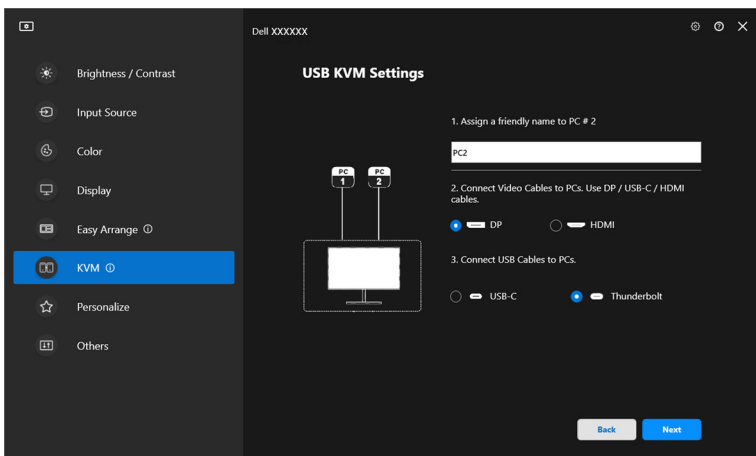 Dell XXXXXX
Brightness / Contrast
Input Source
Color
Display
Easy Arrange
KVM
Personalize
Others
USB KVM Settings
PC
1
PC
2
1. Assign a friendly name to PC # 2
PC2
2. Connect Video Cables to PCs. Use DP / USB-C / HDMI
cables.
DP
HDMI
3. Connect USB Cables to PCs.
USB-C
Thunderbolt
Back
Next